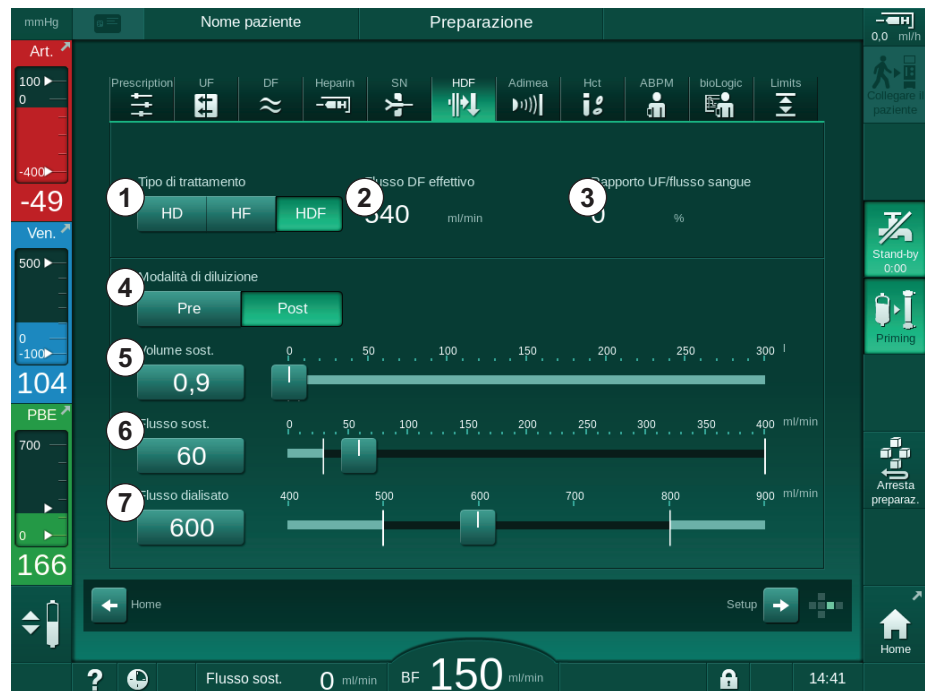 mmHg
Nome paziente
Preparazione
0,0 ml/h
Art.
100
0
-400
-49
Ven.
500
0
-100
104
PBE
700
0
166
Prescription
UF
DF
Heparin
SN
HDF
Adimea
Hct
ABPM
bioLogic
Limits
1
Tipo di trattamento
HD HF HDF
2
Flusso DF effettivo
540 ml/min
3
Rapporto UF/flusso sangue
0 %
4
Modalità di diluizione
Pre Post
5
Volume sost.
0,9
0 50 100 150 200 250 300 l
6
Flusso sost.
60
0 50 100 150 200 250 300 350 400 ml/min
7
Flusso dialisato
600
400 500 600 700 800 900 ml/min
Home
Setup
Collegare il
paziente
Stand-by
0:00
Priming
Arresta
preparaz.
Home
?
Flusso sost. 0 ml/min
BF 150 ml/min
14:41